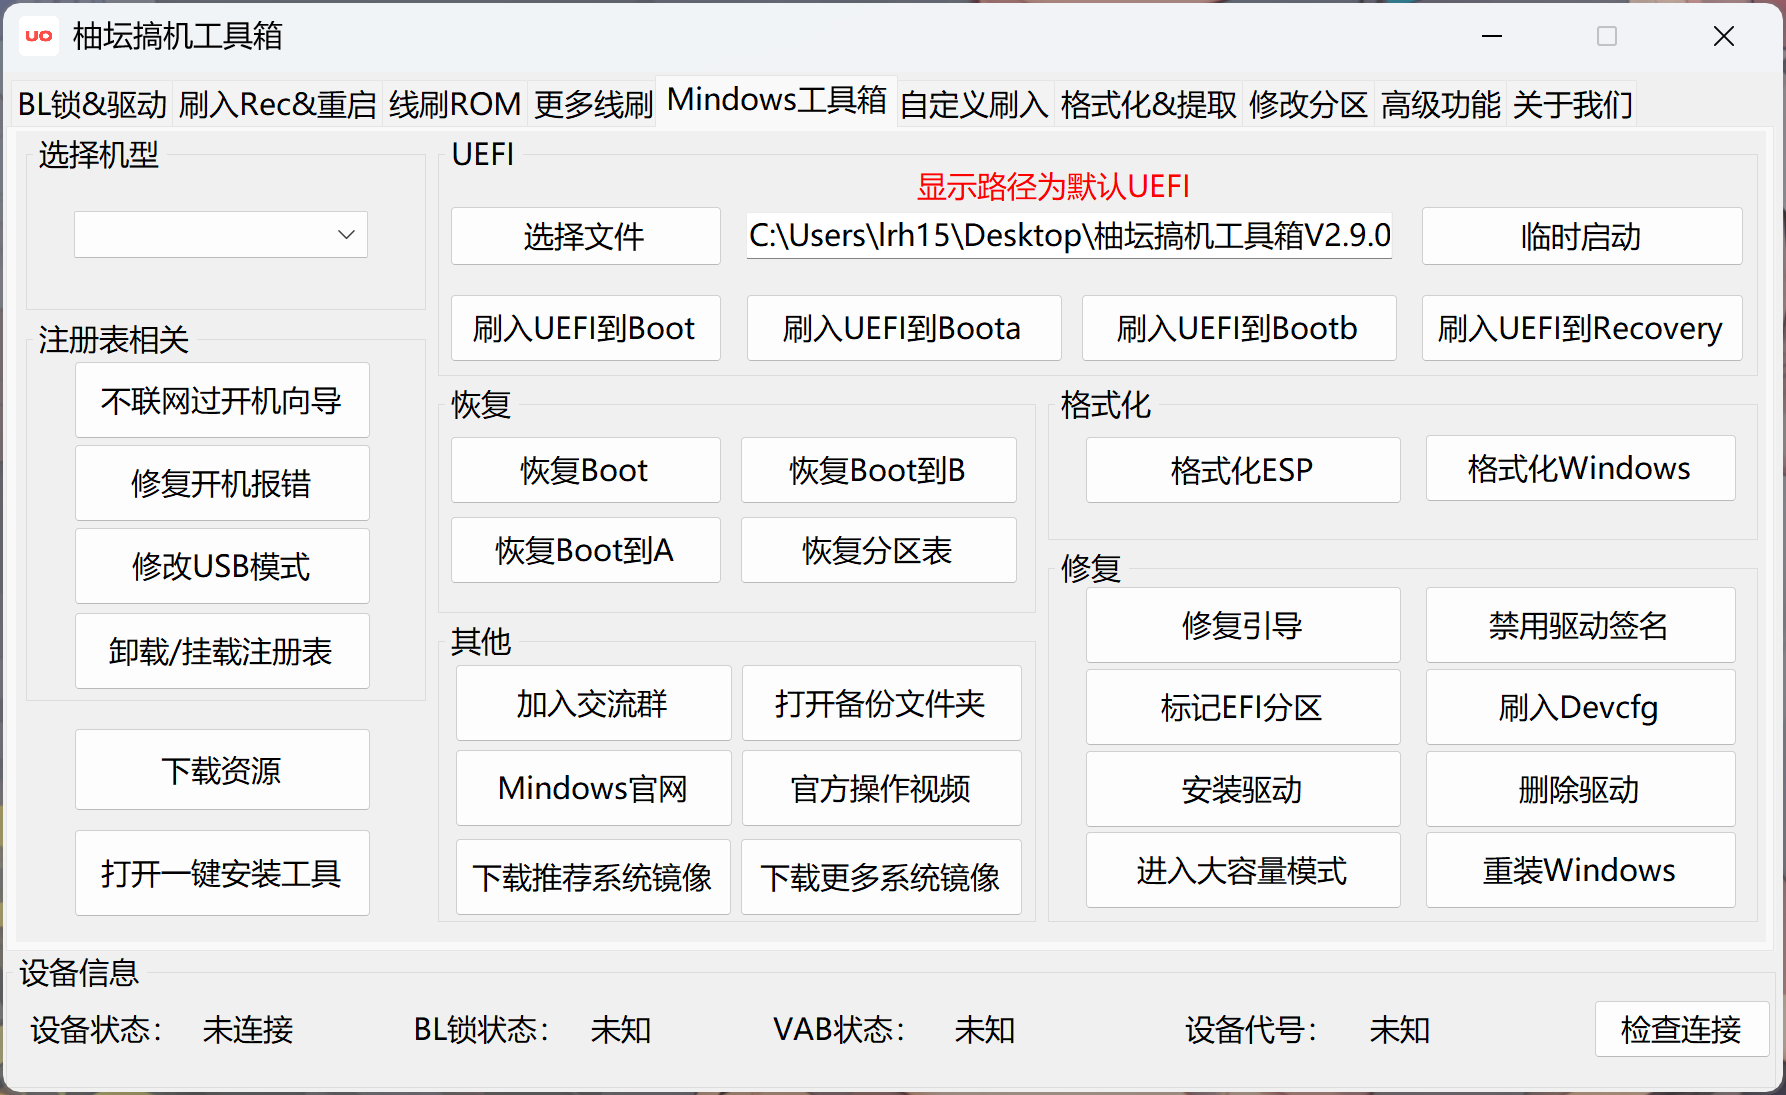 UO 柚坛搞机工具箱
BL锁&驱动 刷入Rec&重启 线刷ROM 更多线刷 Mindows工具箱 自定义刷入 格式化&提取 修改分区 高级功能 关于我们
选择机型
注册表相关
不联网过开机向导
修复开机报错
修改USB模式
卸载/挂载注册表
下载资源
打开一键安装工具
UEFI
显示路径为默认UEFI
选择文件 C:\Users\lrh15\Desktop\柚坛搞机工具箱V2.9.0 临时启动
刷入UEFI到Boot 刷入UEFI到Boota 刷入UEFI到Bootb 刷入UEFI到Recovery
恢复
恢复Boot 恢复Boot到B
恢复Boot到A 恢复分区表
其他
加入交流群 打开备份文件夹
Mindows官网 官方操作视频
下载推荐系统镜像 下载更多系统镜像
格式化
格式化ESP 格式化Windows
修复
修复引导 禁用驱动签名
标记EFI分区 刷入Devcfg
安装驱动 删除驱动
进入大容量模式 重装Windows
设备信息
设备状态： 未连接 BL锁状态： 未知 VAB状态： 未知 设备代号： 未知 检查连接